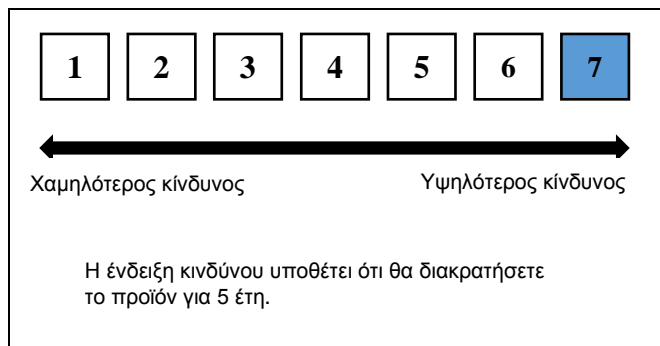 1 2 3 4 5 6 7
Χαμηλότερος κίνδυνος Υψηλότερος κίνδυνος
Η ένδειξη κινδύνου υποθέτει ότι θα διακρατήσετε
το προϊόν για 5 έτη.